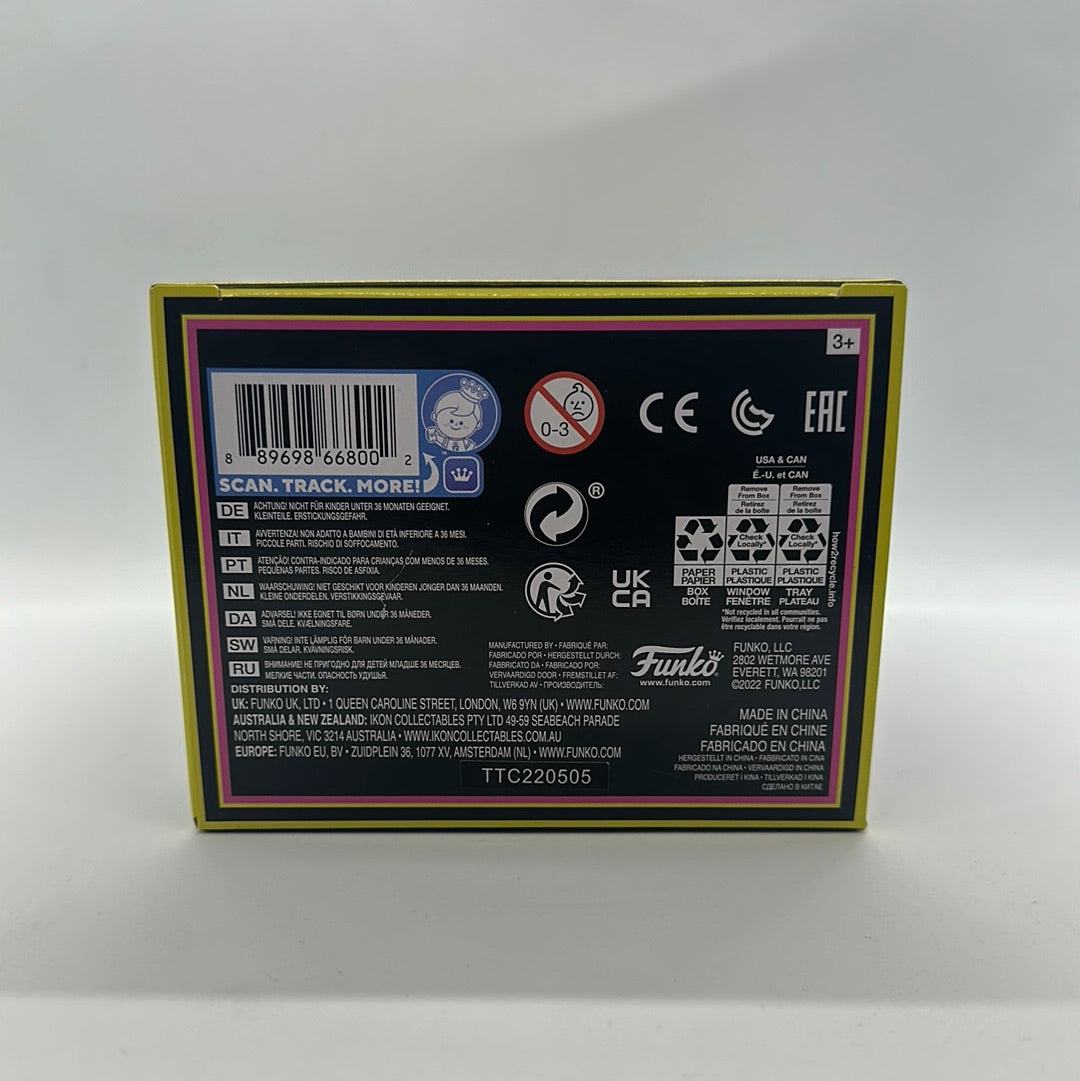 3+
8 89698 66800 2
SCAN. TRACK. MORE!
™
0-3
CE
EAC
USA & CAN
É.-U. et CAN
Remove From Box
Retirez de la boîte
Remove From Box
Retirez de la boîte
Check Locally*
Check Locally*
PAPER
PAPIER
PLASTIC
PLASTIQUE
PLASTIC
PLASTIQUE
BOX
BOÎTE
WINDOW
FENÊTRE
TRAY
PLATEAU
*Not recycled in all communities.
Vérifiez localement. Pourrait ne pas
être recyclable dans votre région.
how2recycle.info
®
UK
CA
DE ACHTUNG! NICHT FÜR KINDER UNTER 36 MONATEN GEEIGNET.
KLEINTEILE. ERSTICKUNGSGEFAHR.
IT AVVERTENZA! NON ADATTO A BAMBINI DI ETÀ INFERIORE A 36 MESI.
PICCOLE PARTI. RISCHIO DI SOFFOCAMENTO.
PT ATENÇÃO! CONTRA-INDICADO PARA CRIANÇAS COM MENOS DE 36 MESES.
PEQUENAS PARTES. RISCO DE ASFIXIA.
NL WAARSCHUWING! NIET GESCHIKT VOOR KINDEREN JONGER DAN 36 MAANDEN.
KLEINE ONDERDELEN. VERSTIKKINGSGEVAAR.
DA ADVARSEL! IKKE EGNET TIL BØRN UNDER 36 MÅNEDER.
SMÅ DELE. KVÆLNINGSFARE.
SW VARNING! INTE LÄMPLIG FÖR BARN UNDER 36 MÅNADER.
SMÅ DELAR. KVÄVNINGSRISK.
RU ВНИМАНИЕ! НЕ ПРИГОДНО ДЛЯ ДЕТЕЙ МЛАДШЕ 36 МЕСЯЦЕВ.
МЕЛКИЕ ЧАСТИ. ОПАСНОСТЬ УДУШЬЯ.
MANUFACTURED BY • FABRIQUÉ PAR:
FABRICADO POR • HERGESTELLT DURCH:
FABBRICATO DA • FABRICADO POR:
VERVAARDIGD DOOR • FREMSTILLET AF:
TILLVERKAD AV • ПРОИЗВОДИТЕЛЬ:
Funko®
www.funko.com
FUNKO, LLC
2802 WETMORE AVE
EVERETT, WA 98201
©2022 FUNKO,LLC
DISTRIBUTION BY:
UK: FUNKO UK, LTD • 1 QUEEN CAROLINE STREET, LONDON, W6 9YN (UK) • WWW.FUNKO.COM
AUSTRALIA & NEW ZEALAND: IKON COLLECTABLES PTY LTD 49-59 SEABEACH PARADE
NORTH SHORE, VIC 3214 AUSTRALIA • WWW.IKONCOLLECTABLES.COM.AU
EUROPE: FUNKO EU, BV • ZUIDPLEIN 36, 1077 XV, AMSTERDAM (NL) • WWW.FUNKO.COM
TTC220505
MADE IN CHINA
FABRIQUÉ EN CHINE
FABRICADO EN CHINA
HERGESTELLT IN CHINA • FABBRICATO IN CINA
FABRICADO NA CHINA • VERVAARDIGD IN CHINA
PRODUCERET I KINA • TILLVERKAD I KINA
СДЕЛАНО В КИТАЕ